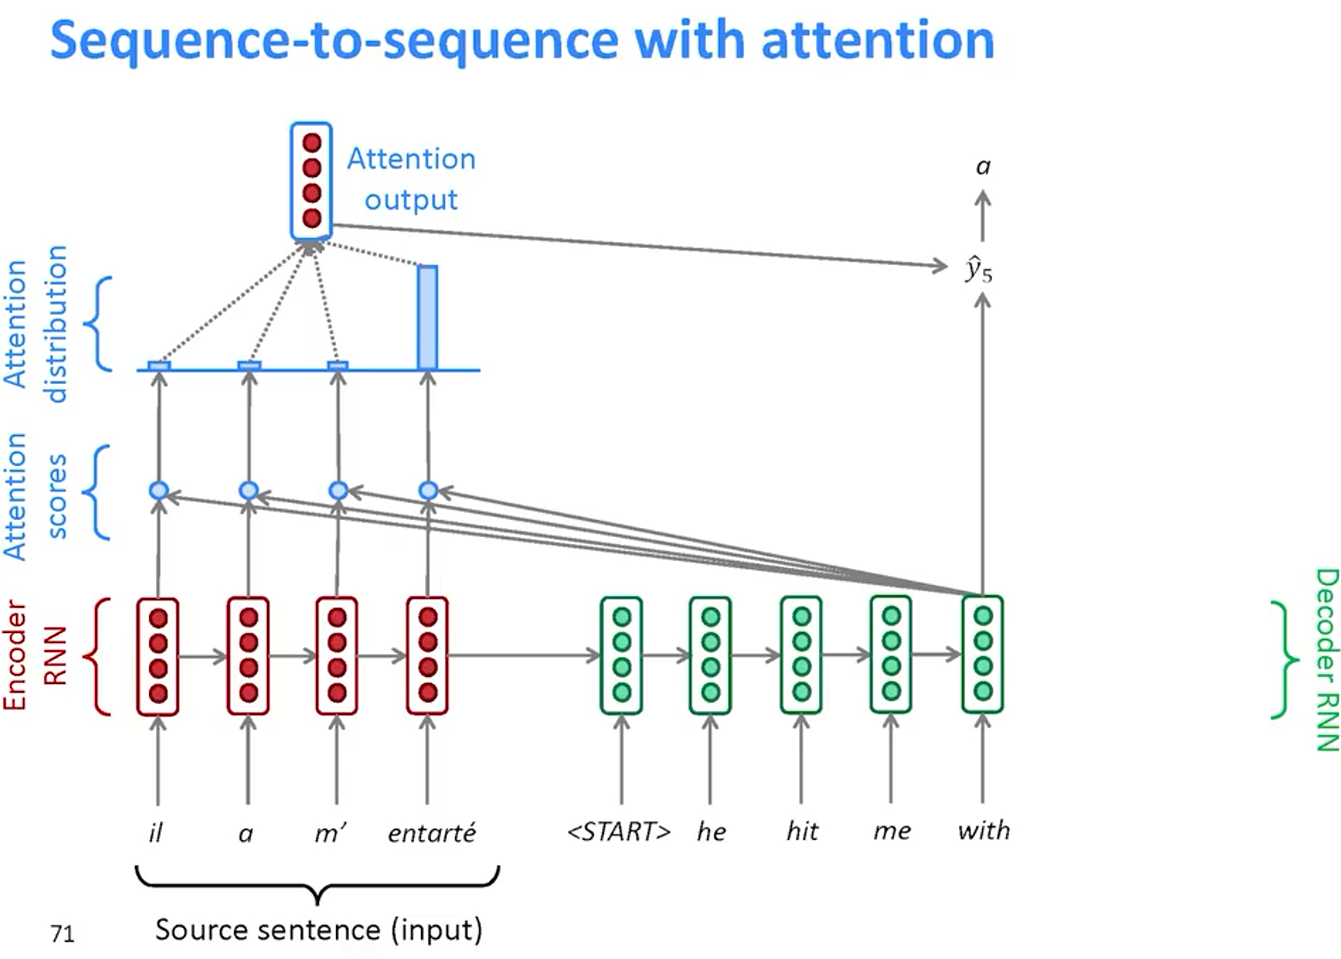 Sequence-to-sequence with attention
Attention
output
a
ŷ₅
Attention
distribution
Attention
scores
Encoder
RNN
Decoder RNN
il
a
m’
entarté
<START>
he
hit
me
with
Source sentence (input)
71